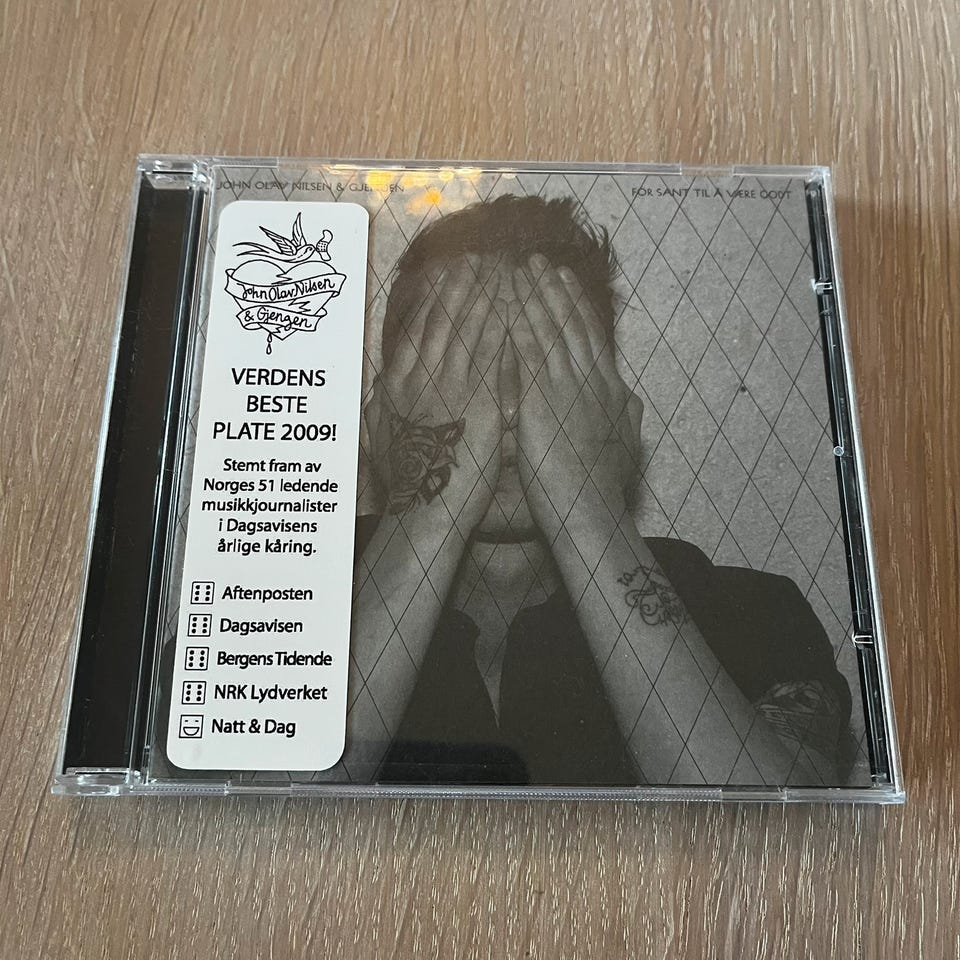 JOHN OLAV NILSEN & GJENGEN
FOR SANT TIL Å VÆRE GODT
John Olav Nilsen
& Gjengen
VERDENS
BESTE
PLATE 2009!
Stemt fram av
Norges 51 ledende
musikkjournalister
i Dagsavisens
årlige kåring.
Aftenposten
Dagsavisen
Bergens Tidende
NRK Lydverket
Natt & Dag